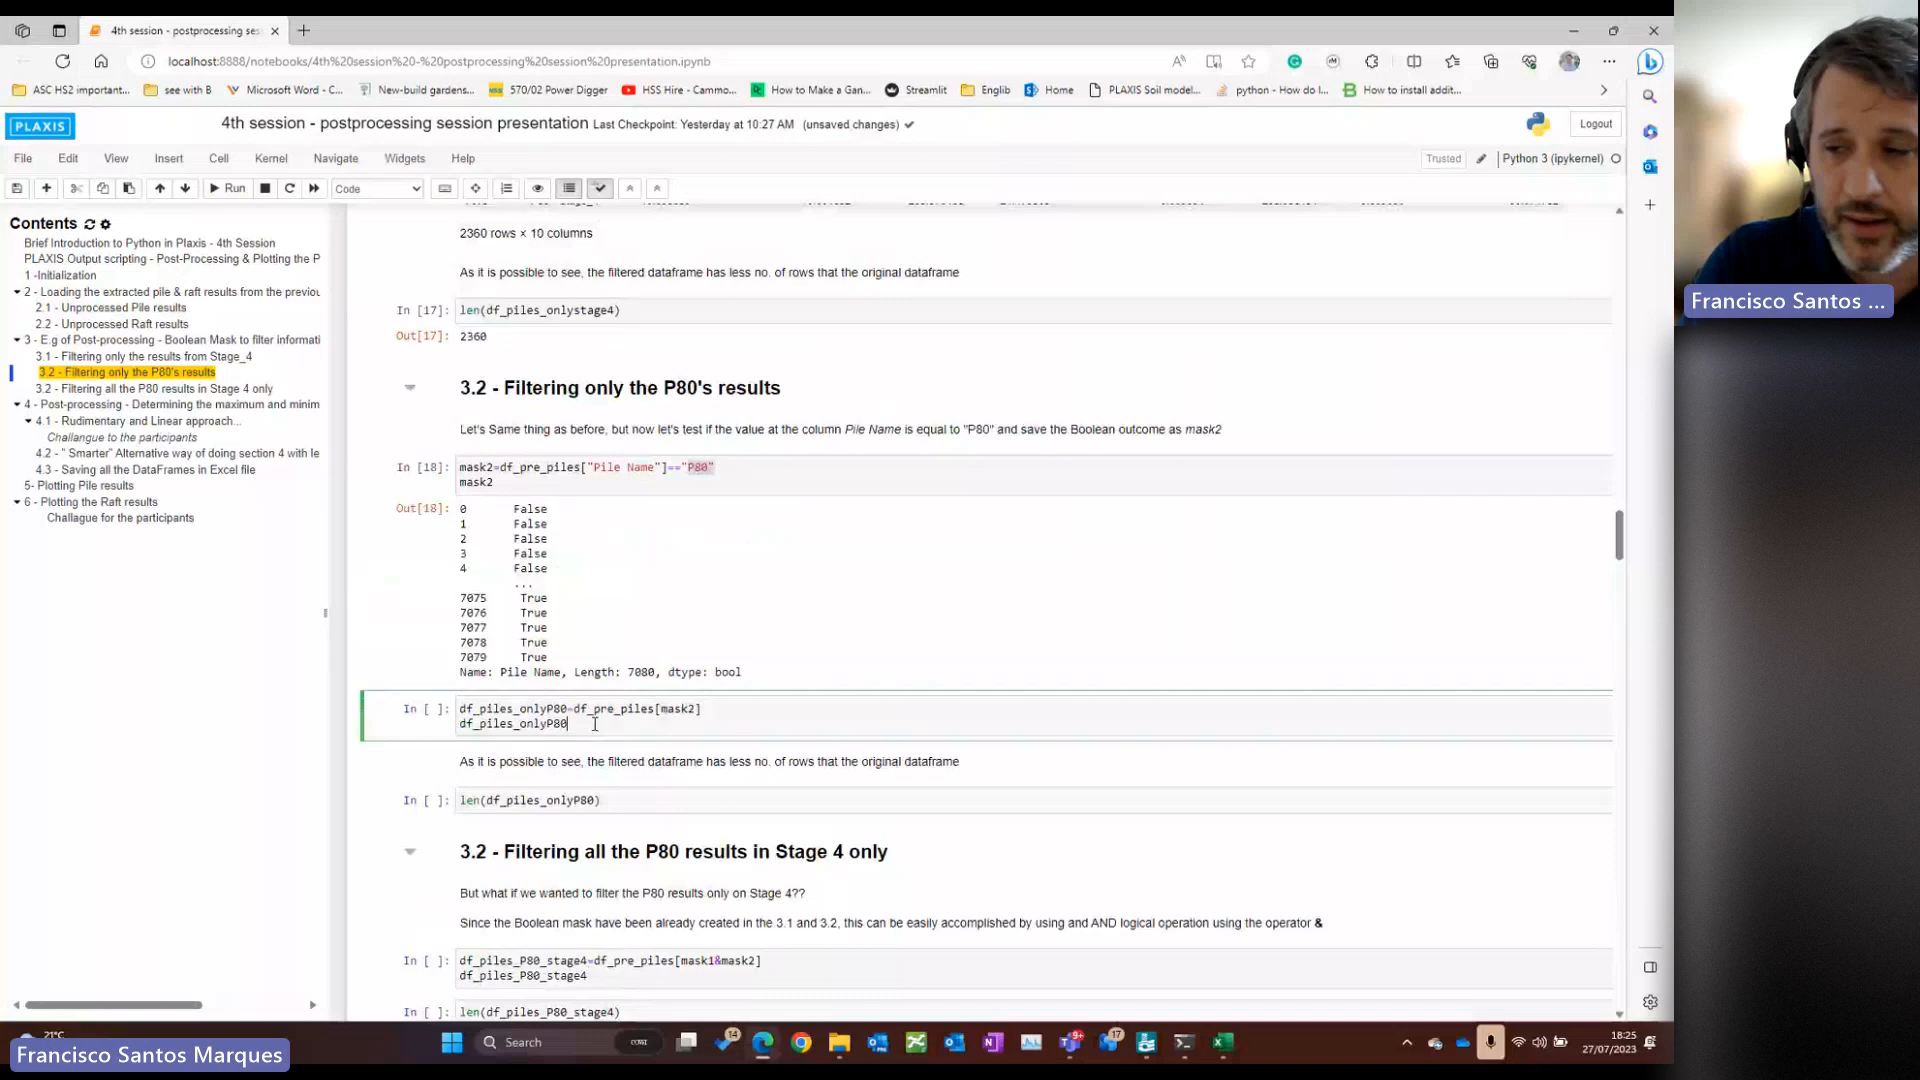 4th session - postprocessing ses
localhost:8888/notebooks/4th%20session%20-%20postprocessing%20session%20presentation.ipynb
ASC HS2 important... see with B Microsoft Word - C... New-build gardens... 570/02 Power Digger HSS Hire - Cammo... How to Make a Gan... Streamlit Englib Home PLAXIS Soil model... python - How do I... How to install addit...
PLAXIS 4th session - postprocessing session presentation Last Checkpoint: Yesterday at 10:27 AM (unsaved changes) Logout
File Edit View Insert Cell Kernel Navigate Widgets Help Trusted Python 3 (ipykernel)
Run Code
Contents
Brief Introduction to Python in Plaxis - 4th Session
PLAXIS Output scripting - Post-Processing & Plotting the P
1 -Initialization
2 - Loading the extracted pile & raft results from the previou
2.1 - Unprocessed Pile results
2.2 - Unprocessed Raft results
3 - E.g of Post-processing - Boolean Mask to filter informati
3.1 - Filtering only the results from Stage_4
3.2 - Filtering only the P80's results
3.2 - Filtering all the P80 results in Stage 4 only
4 - Post-processing - Determining the maximum and minim
4.1 - Rudimentary and Linear approach...
Challangue to the participants
4.2 - " Smarter" Alternative way of doing section 4 with le
4.3 - Saving all the DataFrames in Excel file
5- Plotting Pile results
6 - Plotting the Raft results
Challague for the participants
2360 rows × 10 columns
As it is possible to see, the filtered dataframe has less no. of rows that the original dataframe
In [17]: len(df_piles_onlystage4)
Out[17]: 2360
3.2 - Filtering only the P80's results
Let's Same thing as before, but now let's test if the value at the column Pile Name is equal to "P80" and save the Boolean outcome as mask2
In [18]: mask2=df_pre_piles["Pile Name"]=="P80"
mask2
Out[18]: 0 False
1 False
2 False
3 False
4 False
...
7075 True
7076 True
7077 True
7078 True
7079 True
Name: Pile Name, Length: 7080, dtype: bool
In [ ]: df_piles_onlyP80=df_pre_piles[mask2]
df_piles_onlyP80
As it is possible to see, the filtered dataframe has less no. of rows that the original dataframe
In [ ]: len(df_piles_onlyP80)
3.2 - Filtering all the P80 results in Stage 4 only
But what if we wanted to filter the P80 results only on Stage 4??
Since the Boolean mask have been already created in the 3.1 and 3.2, this can be easily accomplished by using and AND logical operation using the operator &
In [ ]: df_piles_P80_stage4=df_pre_piles[mask1&mask2]
df_piles_P80_stage4
In [ ]: len(df_piles_P80_stage4)
Francisco Santos ...
21°C
Francisco Santos Marques
Search
14
9+
17
18:25
27/07/2023